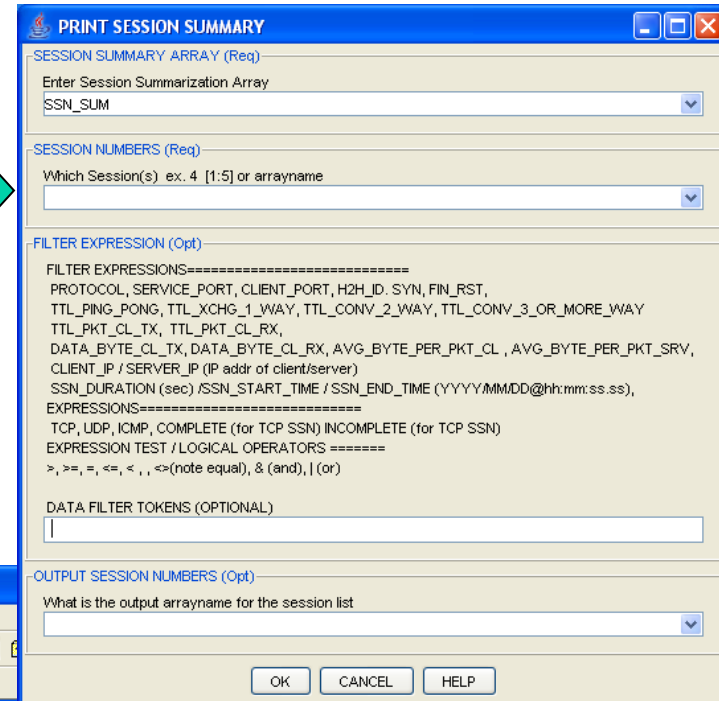 PRINT SESSION SUMMARY
SESSION SUMMARY ARRAY (Req)
Enter Session Summarization Array
SSN_SUM
SESSION NUMBERS (Req)
Which Session(s) ex. 4 [1:5] or arrayname
FILTER EXPRESSION (Opt)
FILTER EXPRESSIONS============================
PROTOCOL, SERVICE_PORT, CLIENT_PORT, H2H_ID. SYN, FIN_RST,
TTL_PING_PONG, TTL_XCHG_1_WAY, TTL_CONV_2_WAY, TTL_CONV_3_OR_MORE_WAY
TTL_PKT_CL_TX, TTL_PKT_CL_RX,
DATA_BYTE_CL_TX, DATA_BYTE_CL_RX, AVG_BYTE_PER_PKT_CL , AVG_BYTE_PER_PKT_SRV,
CLIENT_IP / SERVER_IP (IP addr of client/server)
SSN_DURATION (sec) /SSN_START_TIME / SSN_END_TIME (YYYY/MM/DD@hh:mm:ss.ss),
EXPRESSIONS============================
TCP, UDP, ICMP, COMPLETE (for TCP SSN) INCOMPLETE (for TCP SSN)
EXPRESSION TEST / LOGICAL OPERATORS =======
>, >=, =, <=, < , , <>(note equal), & (and), | (or)
DATA FILTER TOKENS (OPTIONAL)
OUTPUT SESSION NUMBERS (Opt)
What is the output arrayname for the session list
OK CANCEL HELP